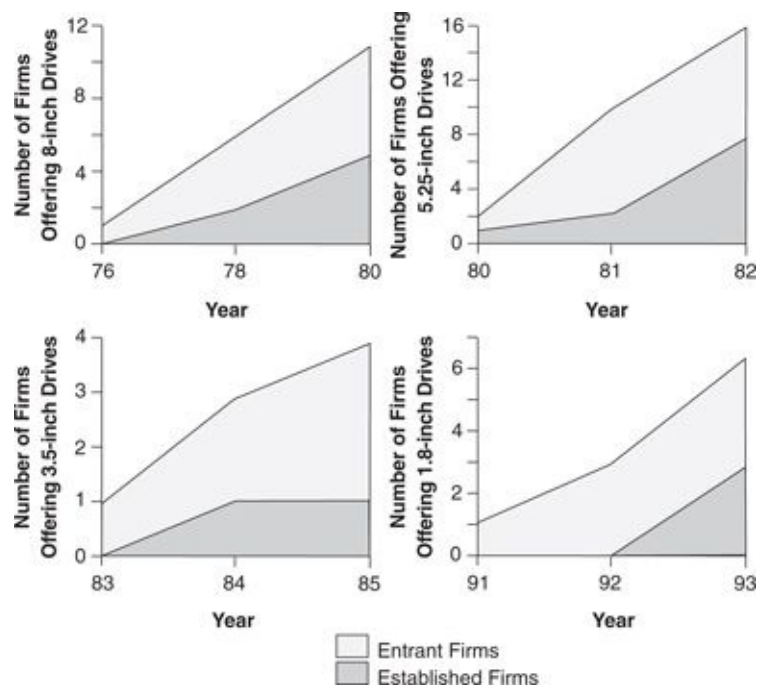 Number of Firms
Offering 8-inch Drives
12
8
4
0
76
78
80
Year
Number of Firms Offering
5.25-inch Drives
16
12
8
4
0
80
81
82
Year
Number of Firms
Offering 3.5-inch Drives
4
3
2
1
0
83
84
85
Year
Number of Firms
Offering 1.8-inch Drives
6
4
2
0
91
92
93
Year
Entrant Firms
Established Firms